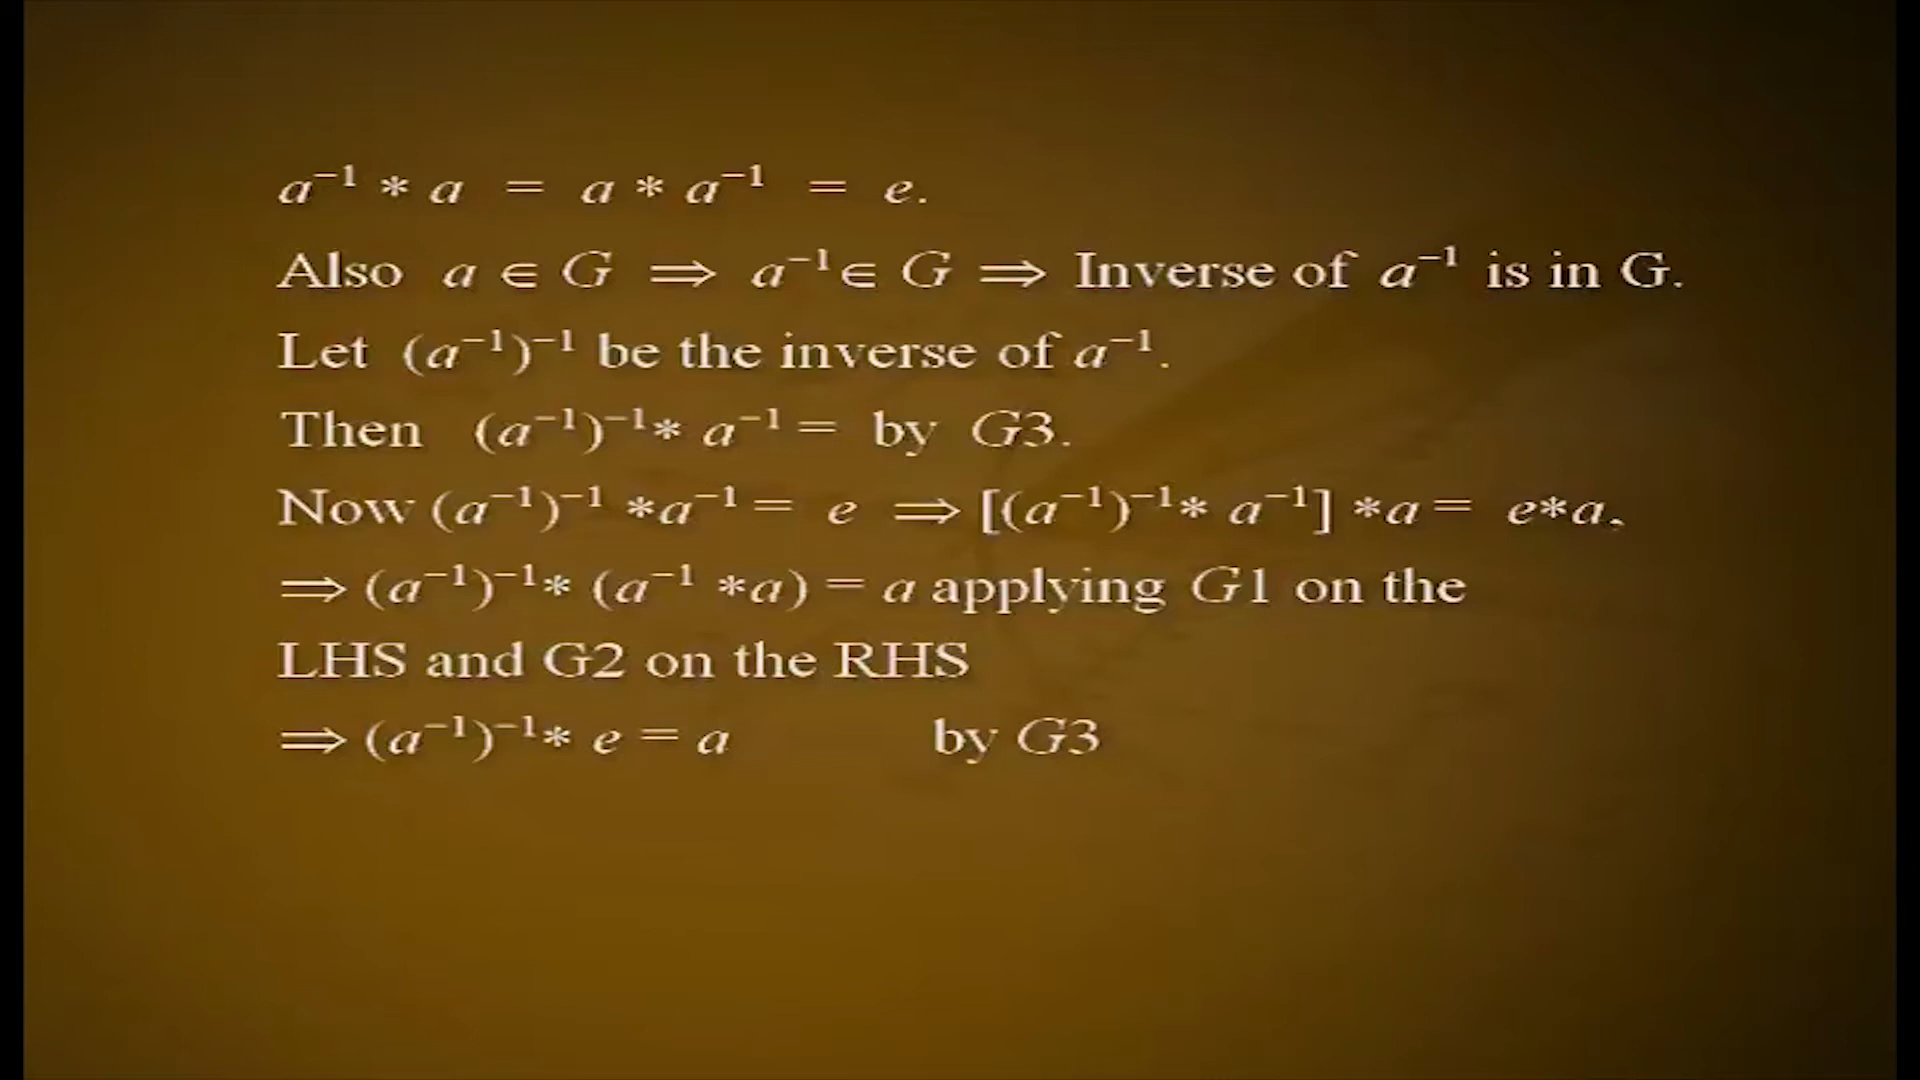 a⁻¹ * a = a * a⁻¹ = e.
Also a ∈ G ⇒ a⁻¹∈ G ⇒ Inverse of a⁻¹ is in G.
Let (a⁻¹)⁻¹ be the inverse of a⁻¹.
Then (a⁻¹)⁻¹* a⁻¹ = by G3.
Now (a⁻¹)⁻¹ *a⁻¹ = e ⇒ [(a⁻¹)⁻¹* a⁻¹] *a = e*a,
⇒ (a⁻¹)⁻¹* (a⁻¹ *a) = a applying G1 on the
LHS and G2 on the RHS
⇒ (a⁻¹)⁻¹* e = a by G3